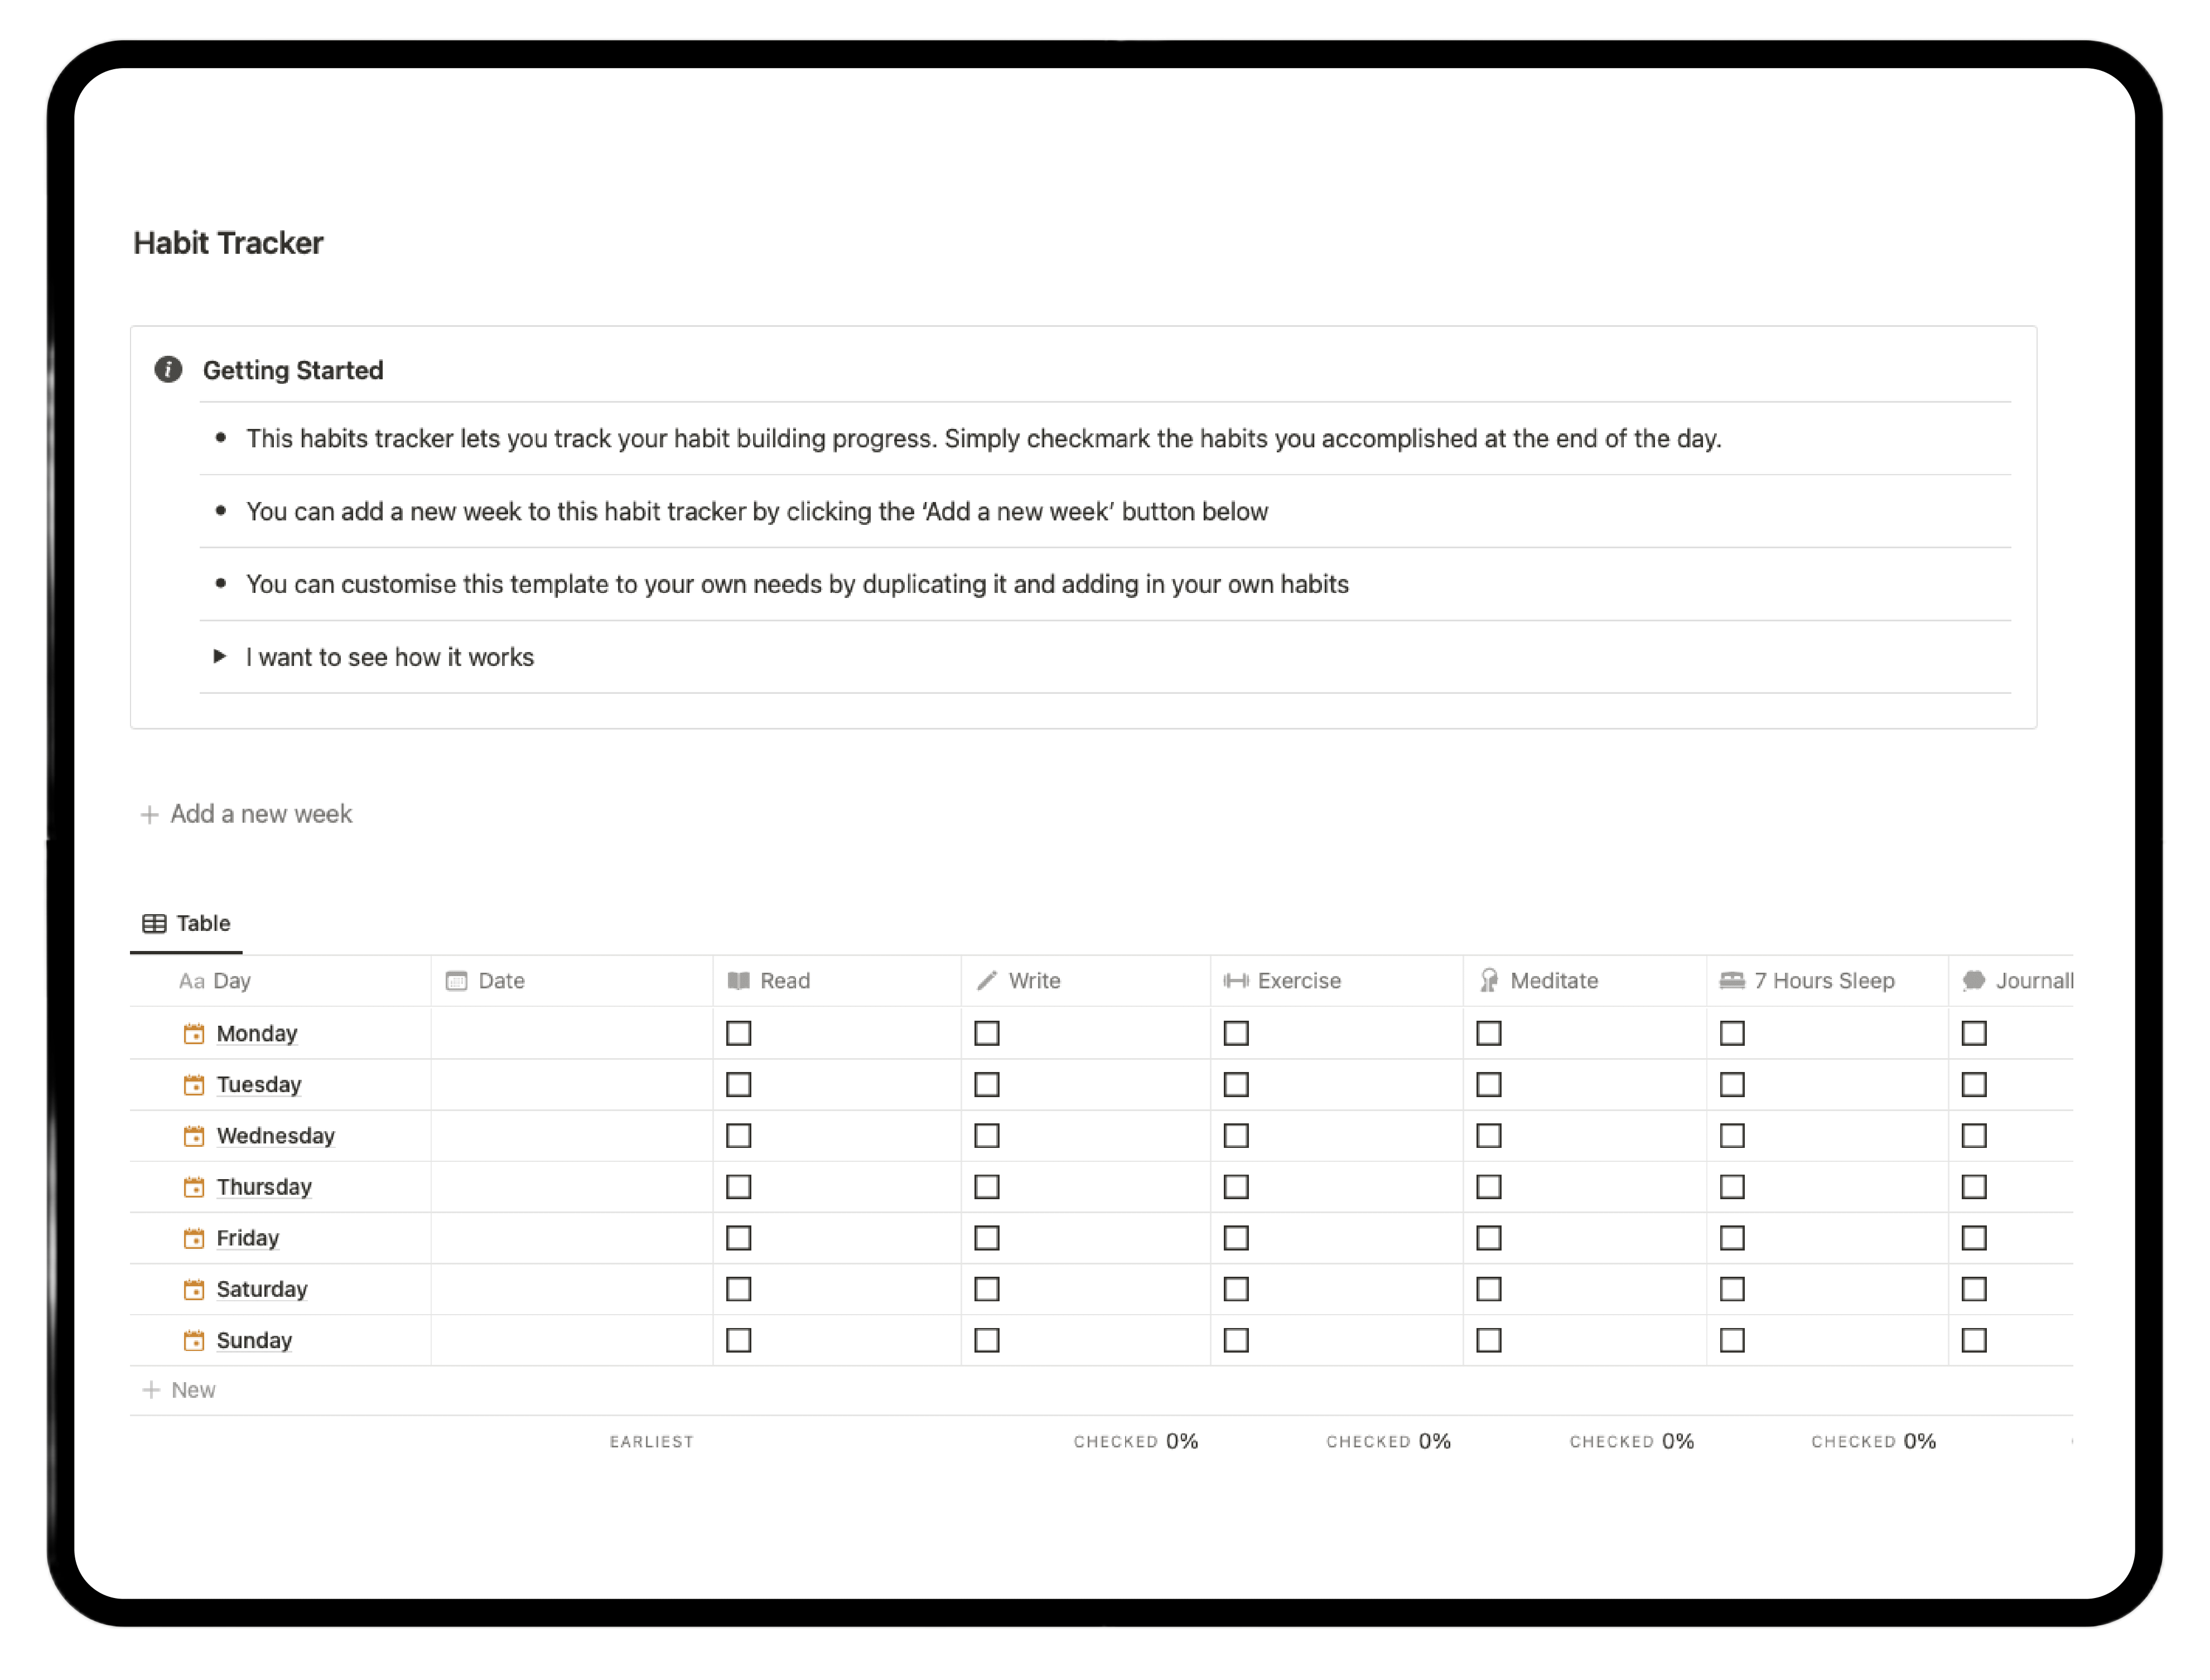 Habit Tracker
Getting Started
• This habits tracker lets you track your habit building progress. Simply checkmark the habits you accomplished at the end of the day.
• You can add a new week to this habit tracker by clicking the ‘Add a new week’ button below
• You can customise this template to your own needs by duplicating it and adding in your own habits
I want to see how it works
+ Add a new week
Table
Aa Day Date Read Write Exercise Meditate 7 Hours Sleep Journall
Monday
Tuesday
Wednesday
Thursday
Friday
Saturday
Sunday
+ New
EARLIEST CHECKED 0% CHECKED 0% CHECKED 0% CHECKED 0%